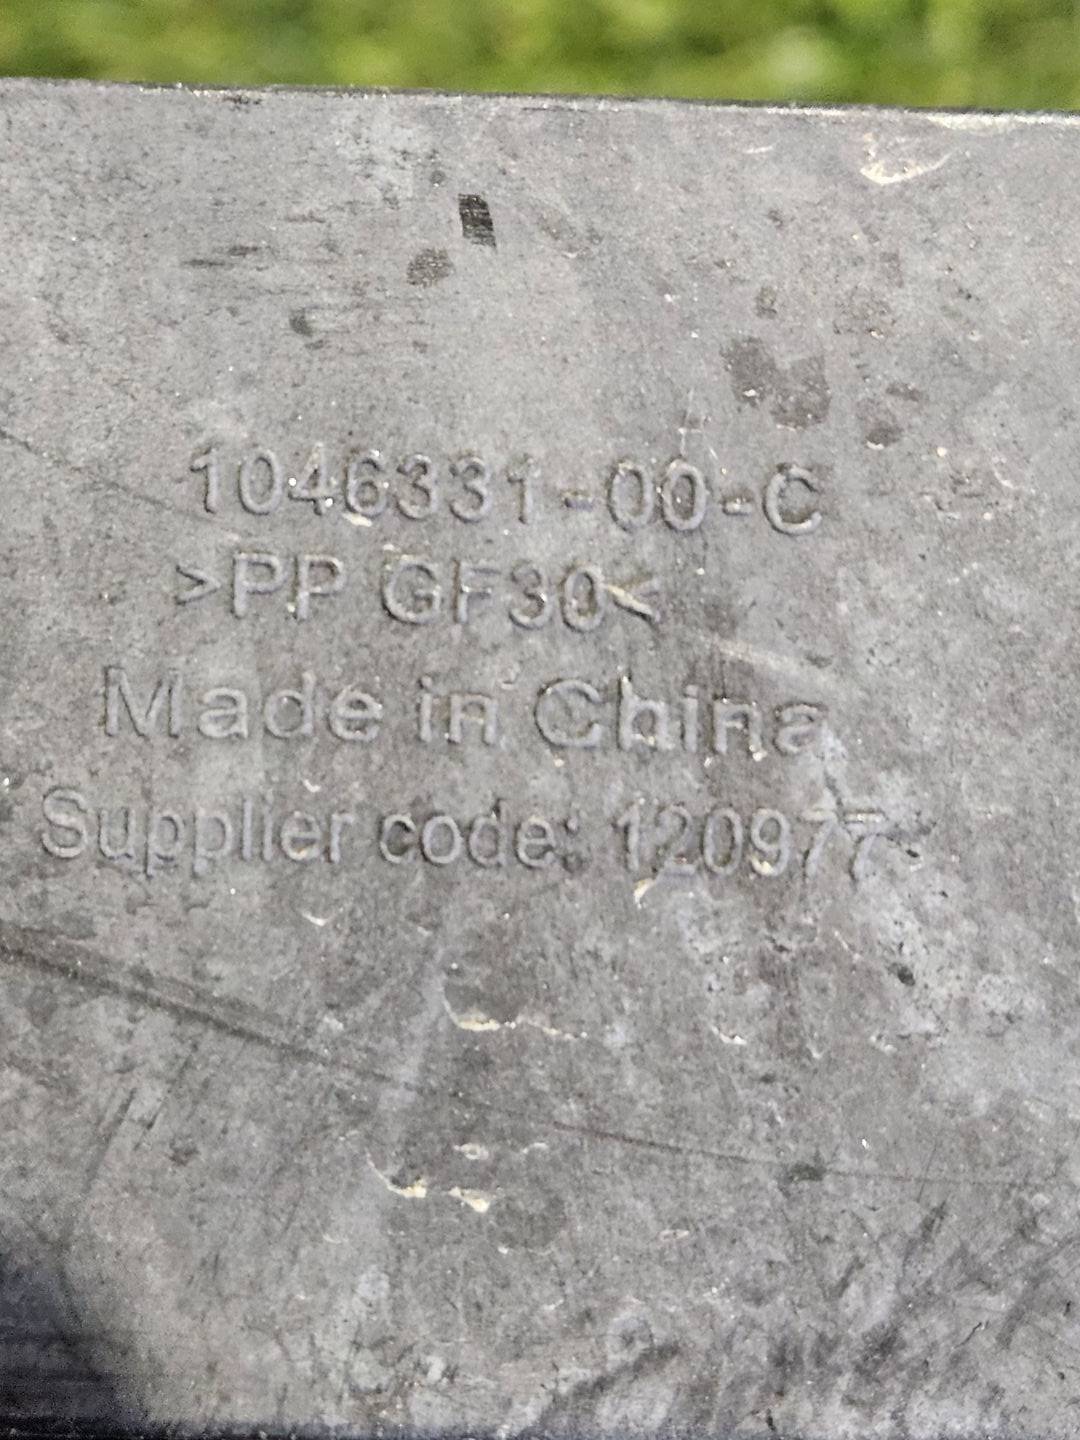 1046331-00-C
>PP GF30<
Made in China
Supplier code: 120977